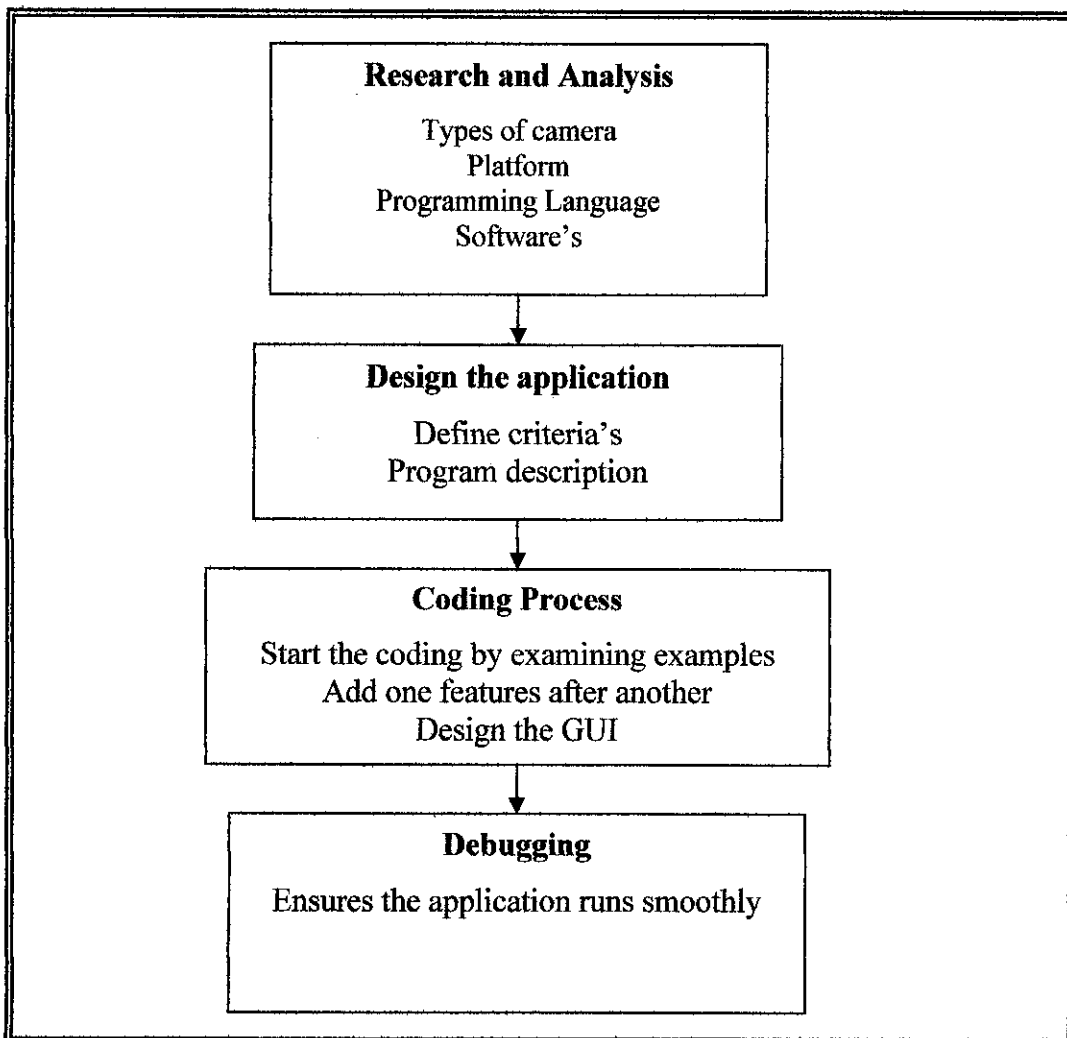 Research and Analysis
Types of camera
Platform
Programming Language
Software's
Design the application
Define criteria's
Program description
Coding Process
Start the coding by examining examples
Add one features after another
Design the GUI
Debugging
Ensures the application runs smoothly